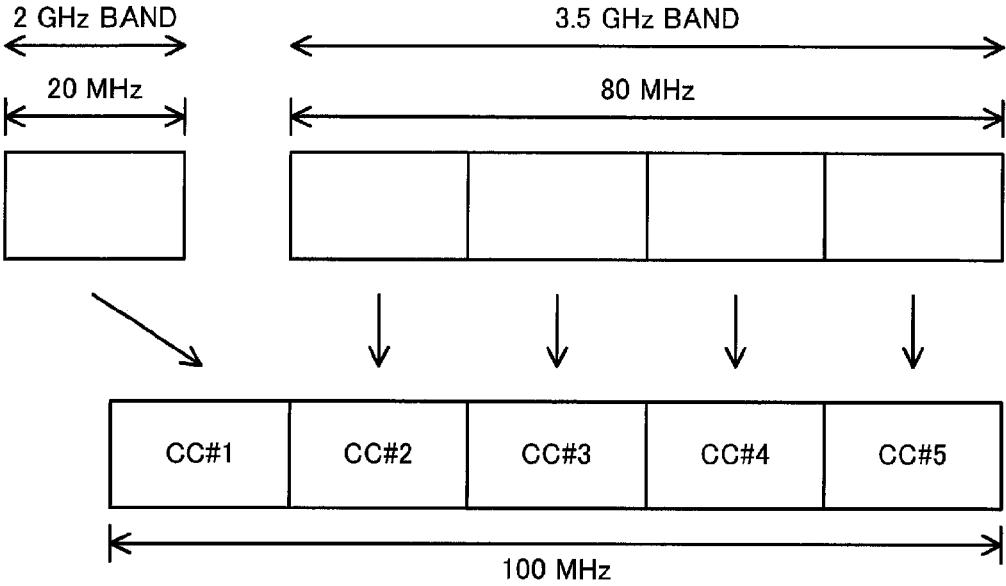 2 GHz BAND
3.5 GHz BAND
20 MHz
80 MHz
CC#1
CC#2
CC#3
CC#4
CC#5
100 MHz